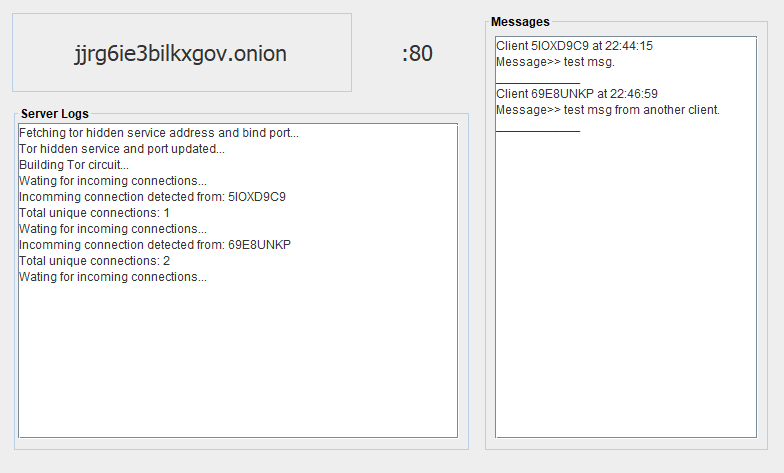 jjrg6ie3bilkxgov.onion
:80
Server Logs
Fetching tor hidden service address and bind port...
Tor hidden service and port updated...
Building Tor circuit...
Wating for incoming connections...
Incomming connection detected from: 5IOXD9C9
Total unique connections: 1
Wating for incoming connections...
Incomming connection detected from: 69E8UNKP
Total unique connections: 2
Wating for incoming connections...
Messages
Client 5IOXD9C9 at 22:44:15
Message>> test msg.
______________
Client 69E8UNKP at 22:46:59
Message>> test msg from another client.
______________